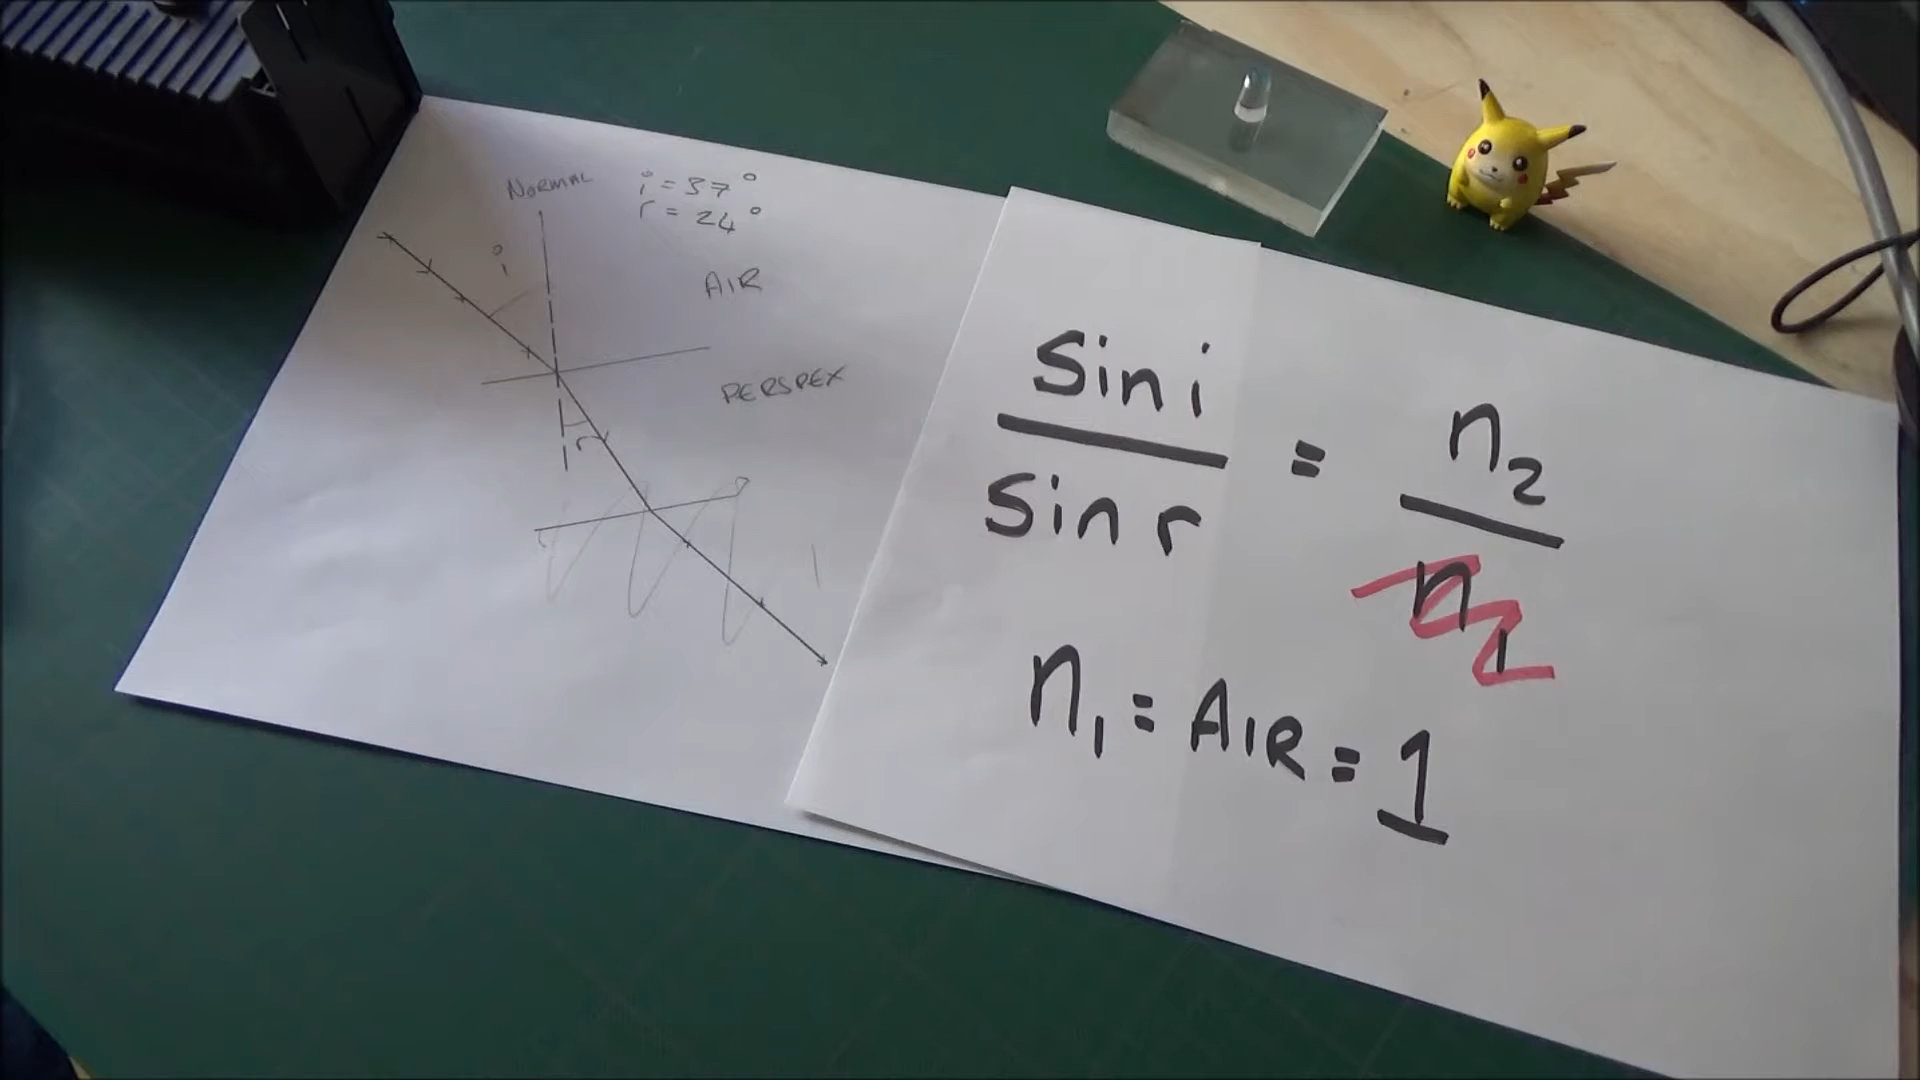 NORMAL
i = 37°
r = 24°
i
AIR
PERSPEX
r
sin i
sin r
=
n₂
n₁
n₁ = AIR = 1